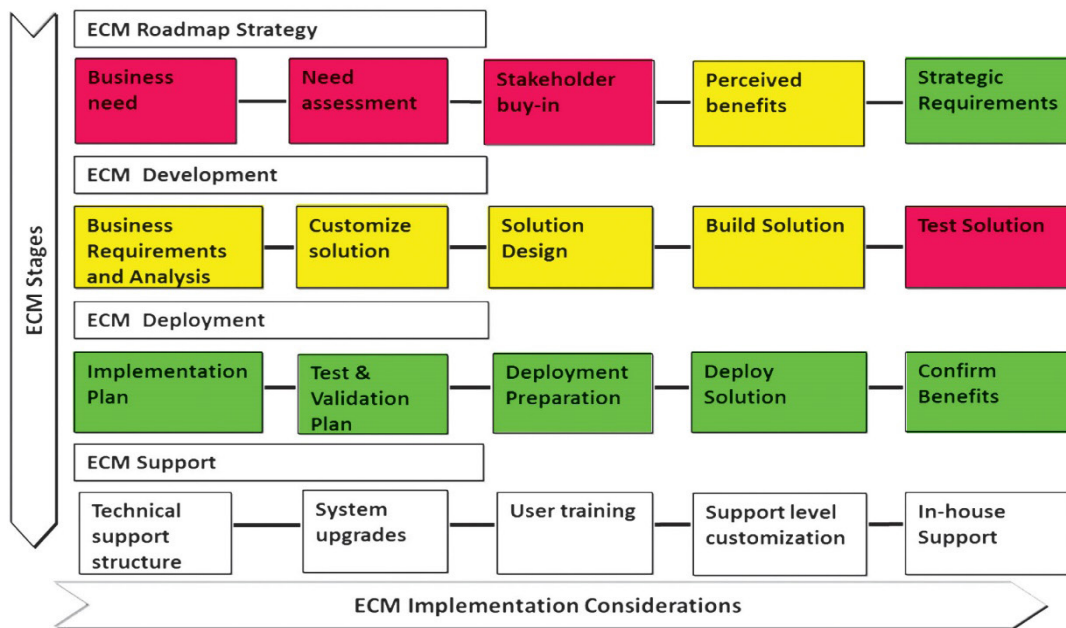 ECM Stages
ECM Roadmap Strategy
Business
need
Need
assessment
Stakeholder
buy-in
Perceived
benefits
Strategic
Requirements
ECM Development
Business
Requirements
and Analysis
Customize
solution
Solution
Design
Build Solution
Test Solution
ECM Deployment
Implementation
Plan
Test &
Validation
Plan
Deployment
Preparation
Deploy
Solution
Confirm
Benefits
ECM Support
Technical
support
structure
System
upgrades
User training
Support level
customization
In-house
Support
ECM Implementation Considerations